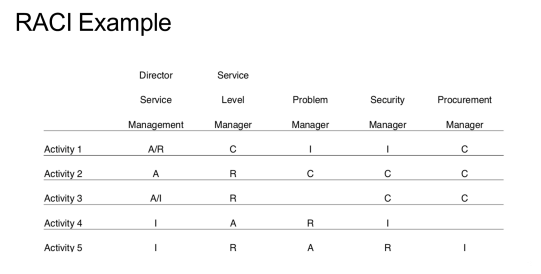 RACI Example
Director Service
Service Level Problem Security Procurement
Management Manager Manager Manager Manager
Activity 1 A/R C I I C
Activity 2 A R C C C
Activity 3 A/I R C C
Activity 4 I A R I
Activity 5 I R A R I